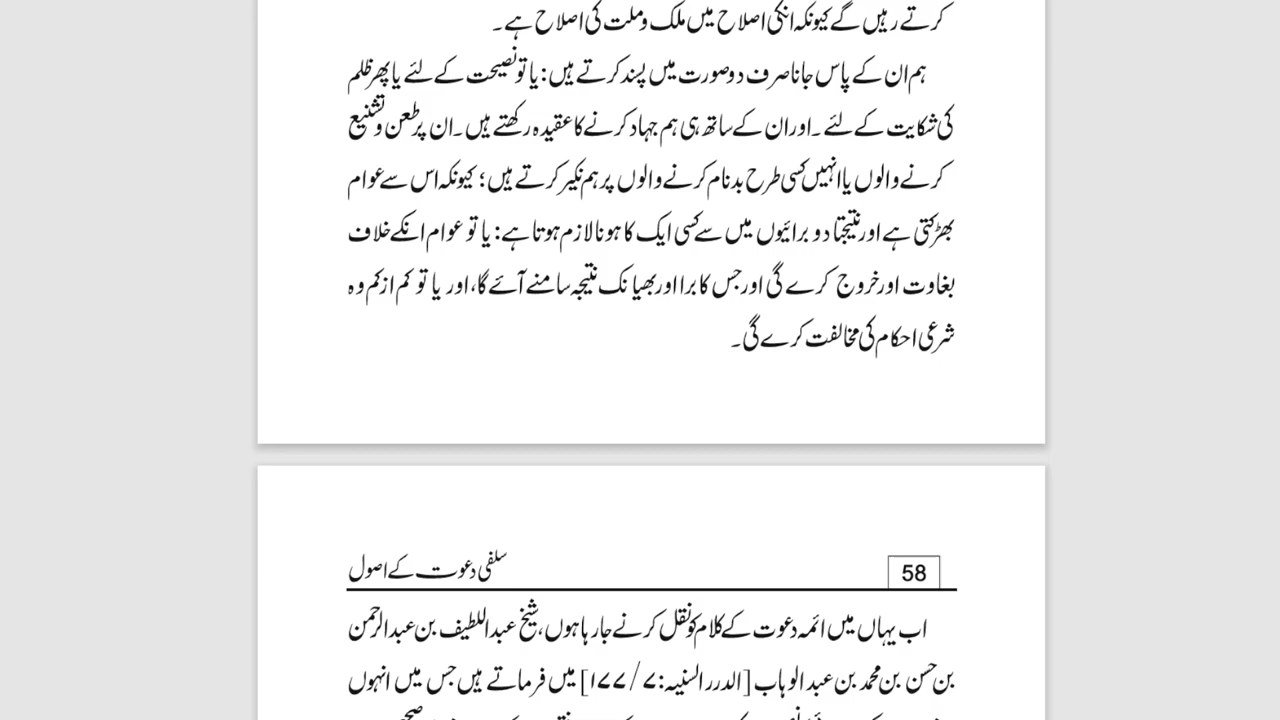 کرتے رہیں گے کیونکہ انکی اصلاح میں ملک وملت کی اصلاح ہے۔
ہم ان کے پاس جانا صرف دو صورت میں پسند کرتے ہیں: یا تو نصیحت کے لئے یا پھر ظلم
کی شکایت کے لئے۔ اور ان کے ساتھ ہی ہم جہاد کرنے کا عقیدہ رکھتے ہیں۔ ان پر طعن وتشنیع
کرنے والوں یا انہیں کسی طرح بدنام کرنے والوں پر ہم نکیر کرتے ہیں؛ کیونکہ اس سے عوام
بھڑکتی ہے اور نتیجتا دو برائیوں میں سے کسی ایک کا ہونا لازم ہوتا ہے: یا تو عوام انکے خلاف
بغاوت اور خروج کرے گی اور جس کا برا اور بھیانک نتیجہ سامنے آئے گا، اور یا تو کم از کم وہ
شرعی احکام کی مخالفت کرے گی۔
سلفی دعوت کے اصول 58
اب یہاں میں ائمہ دعوت کے کلام کو نقل کرنے جا رہا ہوں، شیخ عبداللطیف بن عبدالرحمن
بن حسن بن محمد بن عبد الوہاب [الدرر السنیہ: ۷/ ۱۷۷] میں فرماتے ہیں جس میں انہوں